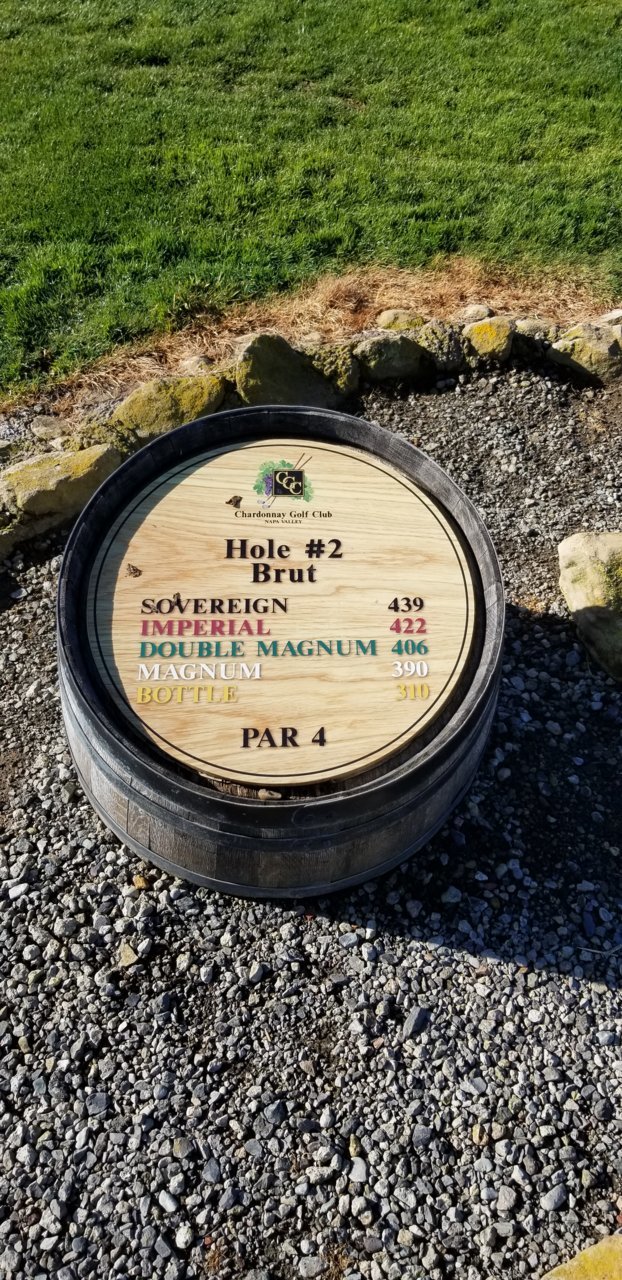 CGC
Chardonnay Golf Club
NAPA VALLEY
Hole #2
Brut
SOVEREIGN 439
IMPERIAL 422
DOUBLE MAGNUM 406
MAGNUM 390
BOTTLE 310
PAR 4